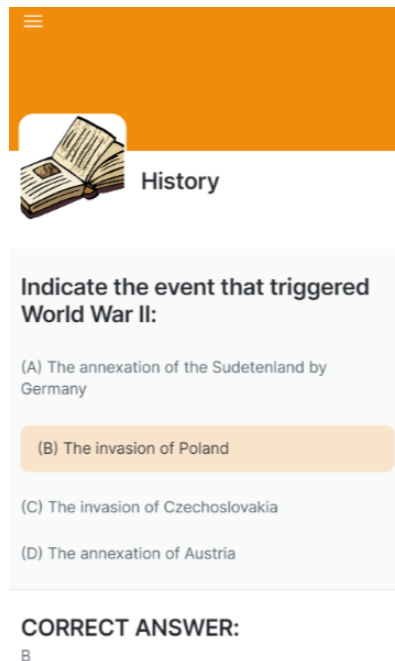 History
Indicate the event that triggered
World War II:
(A) The annexation of the Sudetenland by
Germany
(B) The invasion of Poland
(C) The invasion of Czechoslovakia
(D) The annexation of Austria
CORRECT ANSWER:
B